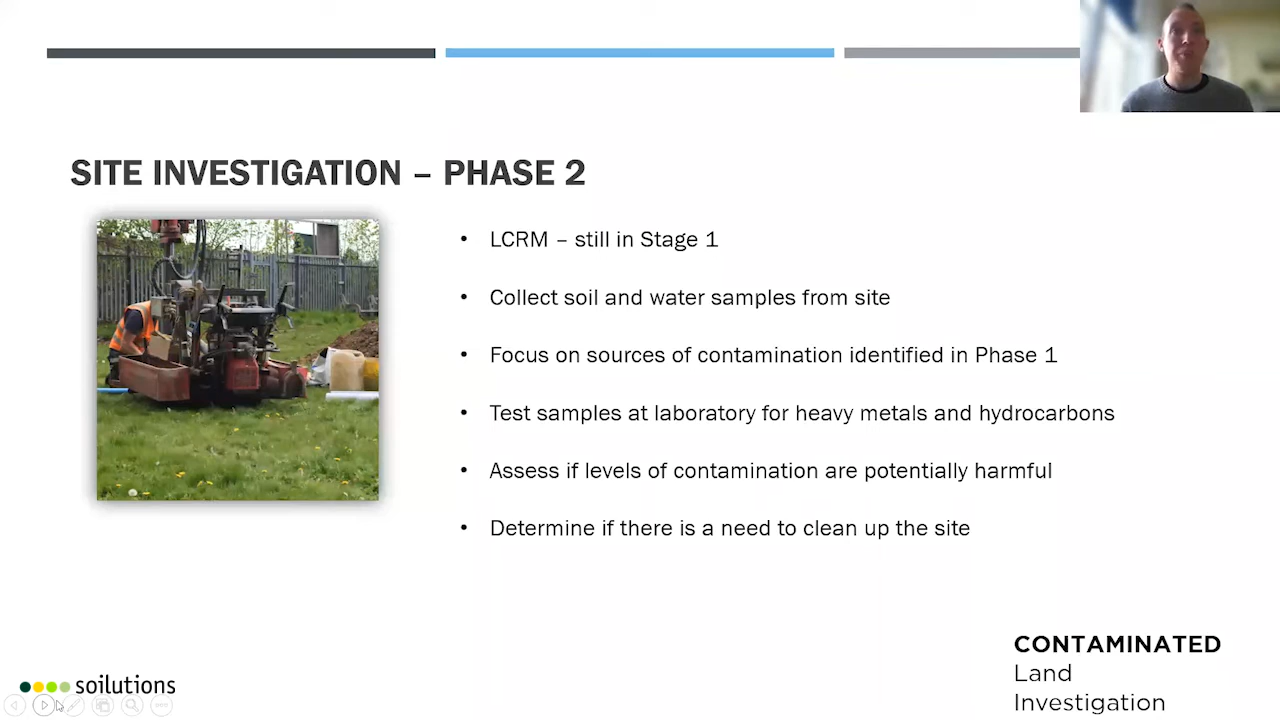 SITE INVESTIGATION – PHASE 2
• LCRM – still in Stage 1
• Collect soil and water samples from site
• Focus on sources of contamination identified in Phase 1
• Test samples at laboratory for heavy metals and hydrocarbons
• Assess if levels of contamination are potentially harmful
• Determine if there is a need to clean up the site
CONTAMINATED
Land
Investigation
soilutions